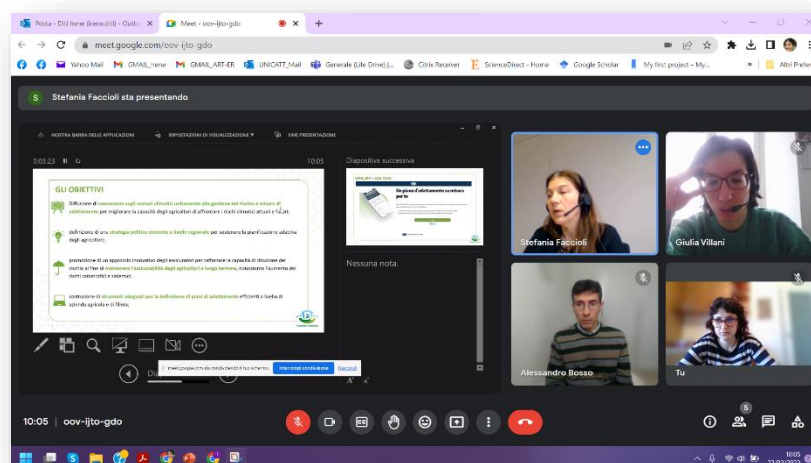 Posta - Diti Irene (irene.diti) - Outlo
Meet - oov-ijto-gdo
meet.google.com/oov-ijto-gdo
Yahoo Mail
GMAIL_Irene
GMAIL_ART-ER
UNICATT_Mail
Generale (Life Drive) |...
Citrix Receiver
ScienceDirect - Home
Google Scholar
My first project – My...
»
Altri Prefer
S
Stefania Faccioli sta presentando
MOSTRA BARRA DELLE APPLICAZIONI
IMPOSTAZIONI DI VISUALIZZAZIONE ▼
FINE PRESENTAZIONE
0:03:23
10:05
Diapositiva successiva
GLI OBIETTIVI
Diffusione di conoscenze sugli scenari climatici unitamente alla gestione del rischio e misure di
adattamento per migliorare la capacità degli agricoltori di affrontare i rischi climatici attuali e futuri;
definizione di una strategia politica coerente a livello regionale per sostenere la pianificazione adattiva
degli agricoltori;
promozione di un approccio innovativo degli assicuratori per rafforzare la capacità di riduzione del
rischio al fine di mantenere l'assicurabilità degli agricoltori a lungo termine, nonostante l'aumento dei
rischi catastrofici e sistemici
costruzione di strumenti adeguati per la definizione di piani di adattamento efficienti a livello di
azienda agricola e di filiera;
ADA
Un piano d'adattamento su misura
per te
Nessuna nota.
meet.google.com sta condividendo il tuo schermo.
Interrompi condivisione
Nascondi
Stefania Faccioli
Giulia Villani
Alessandro Bosso
Tu
10:05 | oov-ijto-gdo
5
10:05